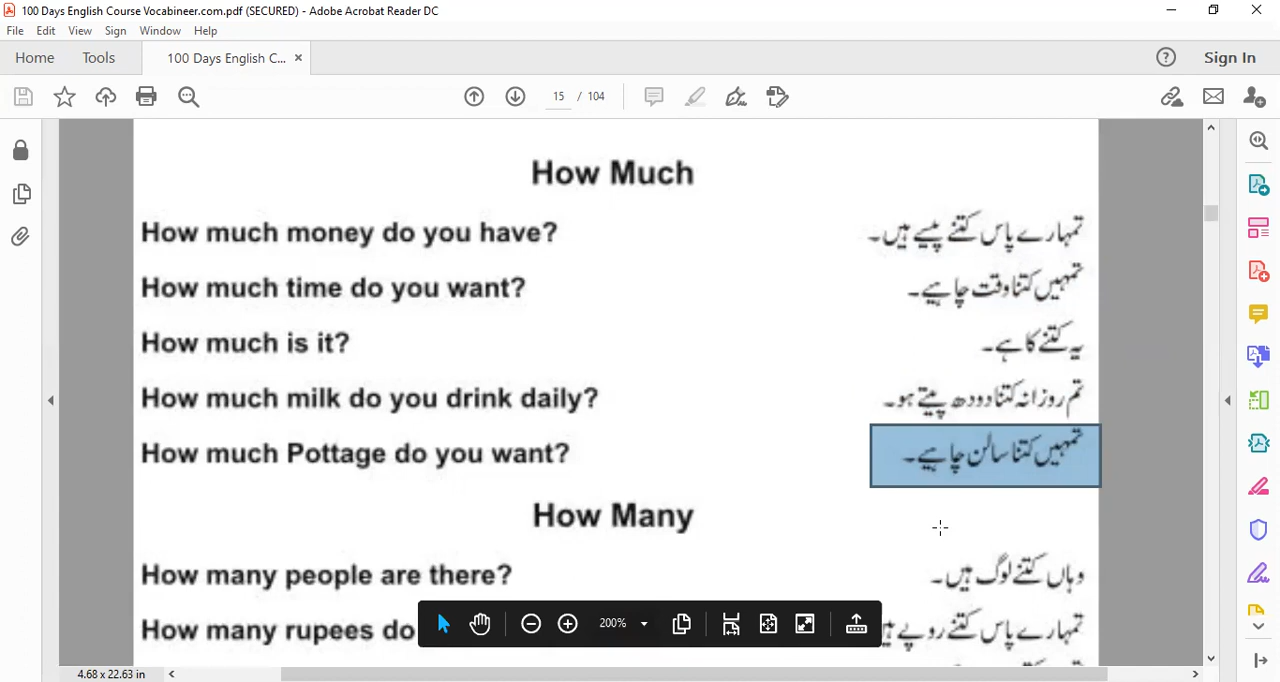 100 Days English Course Vocabineer.com.pdf (SECURED) - Adobe Acrobat Reader DC
File Edit View Sign Window Help
Home Tools 100 Days English C... × Sign In
15 / 104
How Much
How much money do you have? تمہارے پاس کتنے پیسے ہیں۔
How much time do you want? تمہیں کتنا وقت چاہیے۔
How much is it? یہ کتنے کا ہے۔
How much milk do you drink daily? تم روزانہ کتنا دودھ پیتے ہو۔
How much Pottage do you want? تمہیں کتنا سالن چاہیے۔
How Many
How many people are there? وہاں کتنے لوگ ہیں۔
How many rupees do تمہارے پاس کتنے روپے ہیں
200%
4.68 x 22.63 in